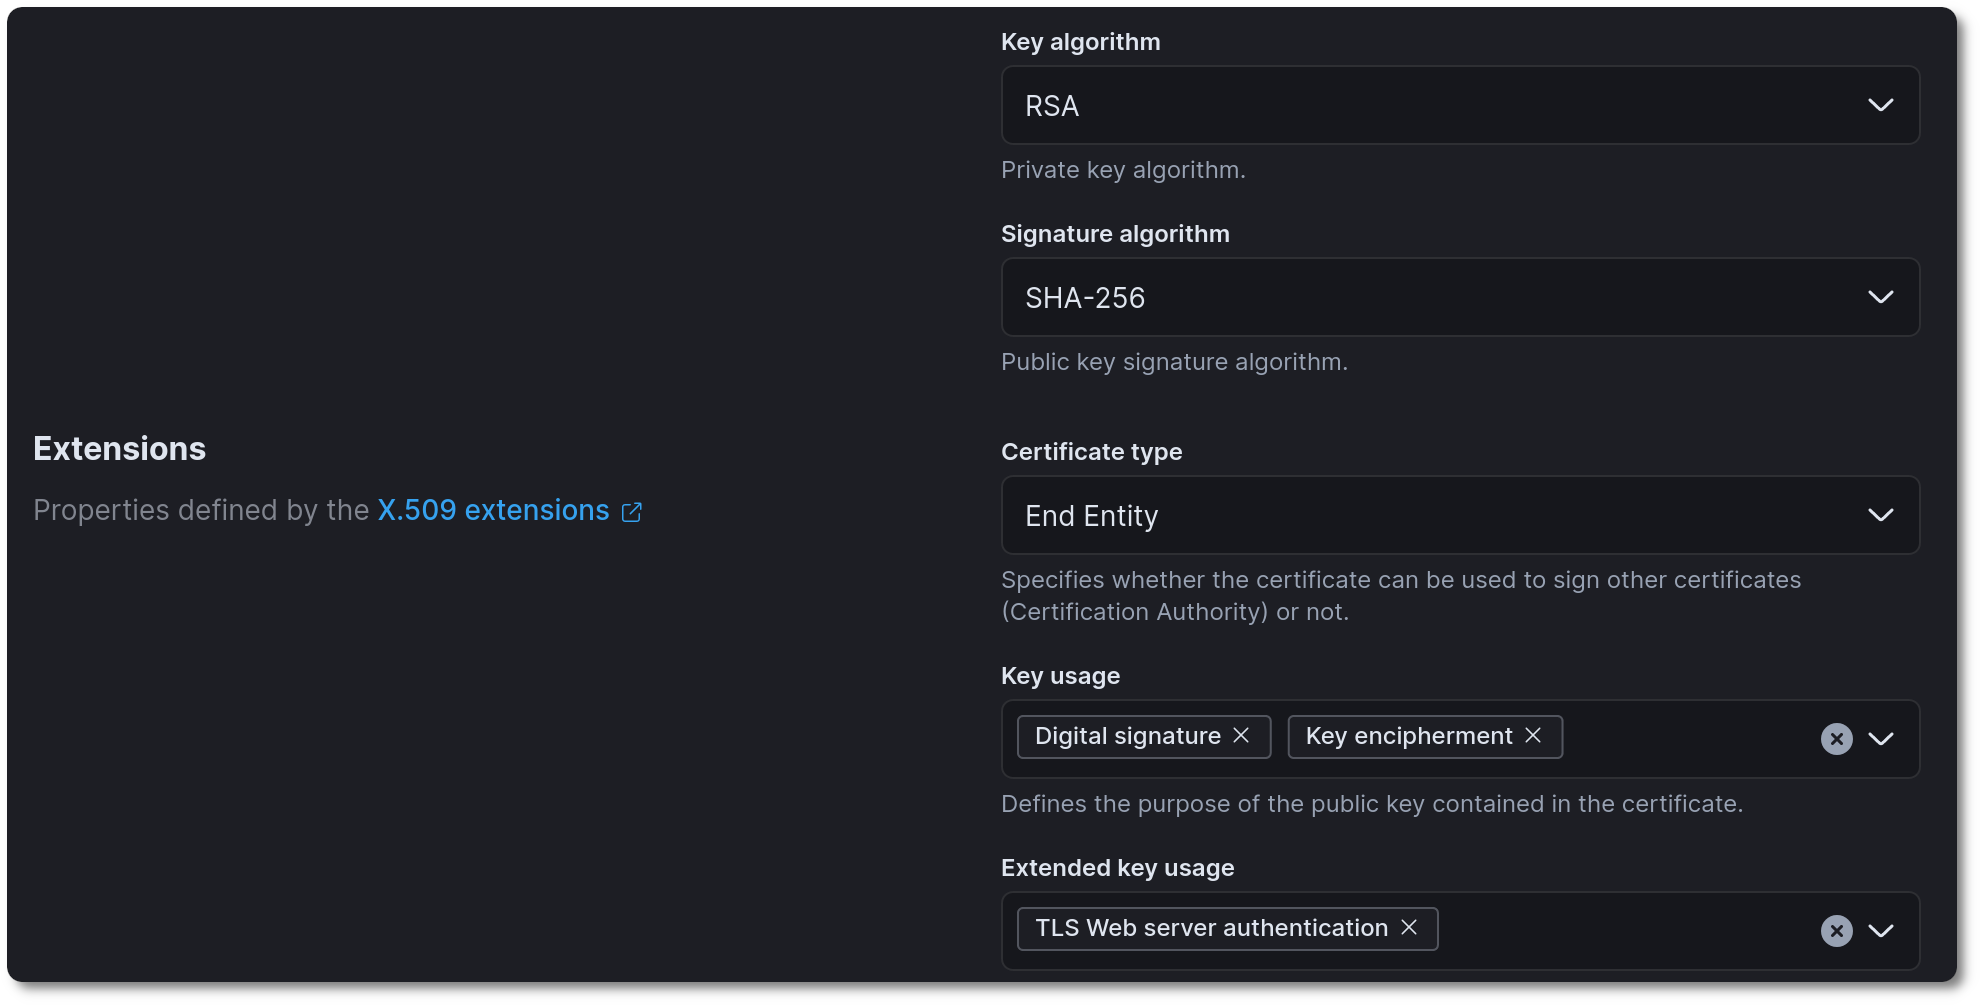 Key algorithm
RSA
Private key algorithm.
Signature algorithm
SHA-256
Public key signature algorithm.
Extensions
Properties defined by the X.509 extensions
Certificate type
End Entity
Specifies whether the certificate can be used to sign other certificates
(Certification Authority) or not.
Key usage
Digital signature Key encipherment
Defines the purpose of the public key contained in the certificate.
Extended key usage
TLS Web server authentication